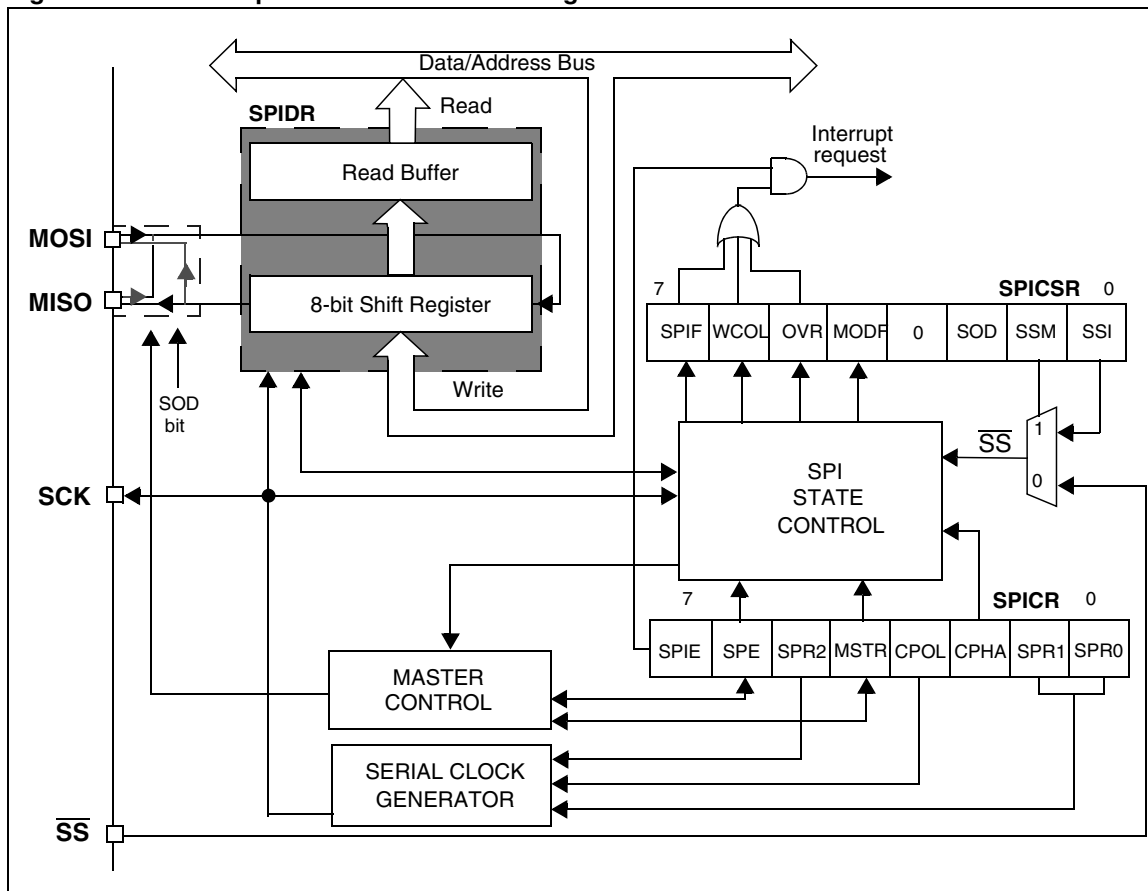 Data/Address Bus
SPIDR
Read
Read Buffer
Interrupt
request
MOSI
MISO
8-bit Shift Register
Write
SOD
bit
7
SPICSR
0
SPIF
WCOL
OVR
MODF
0
SOD
SSM
SSI
1
0
SS
SCK
SPI
STATE
CONTROL
7
SPICR
0
SPIE
SPE
SPR2
MSTR
CPOL
CPHA
SPR1
SPR0
MASTER
CONTROL
SERIAL CLOCK
GENERATOR
SS